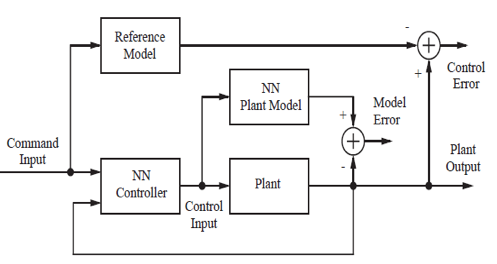 Reference
Model
-
+
+
Control
Error
NN
Plant Model
+
Model
Error
+
-
Command
Input
NN
Controller
Control
Input
Plant
Plant
Output